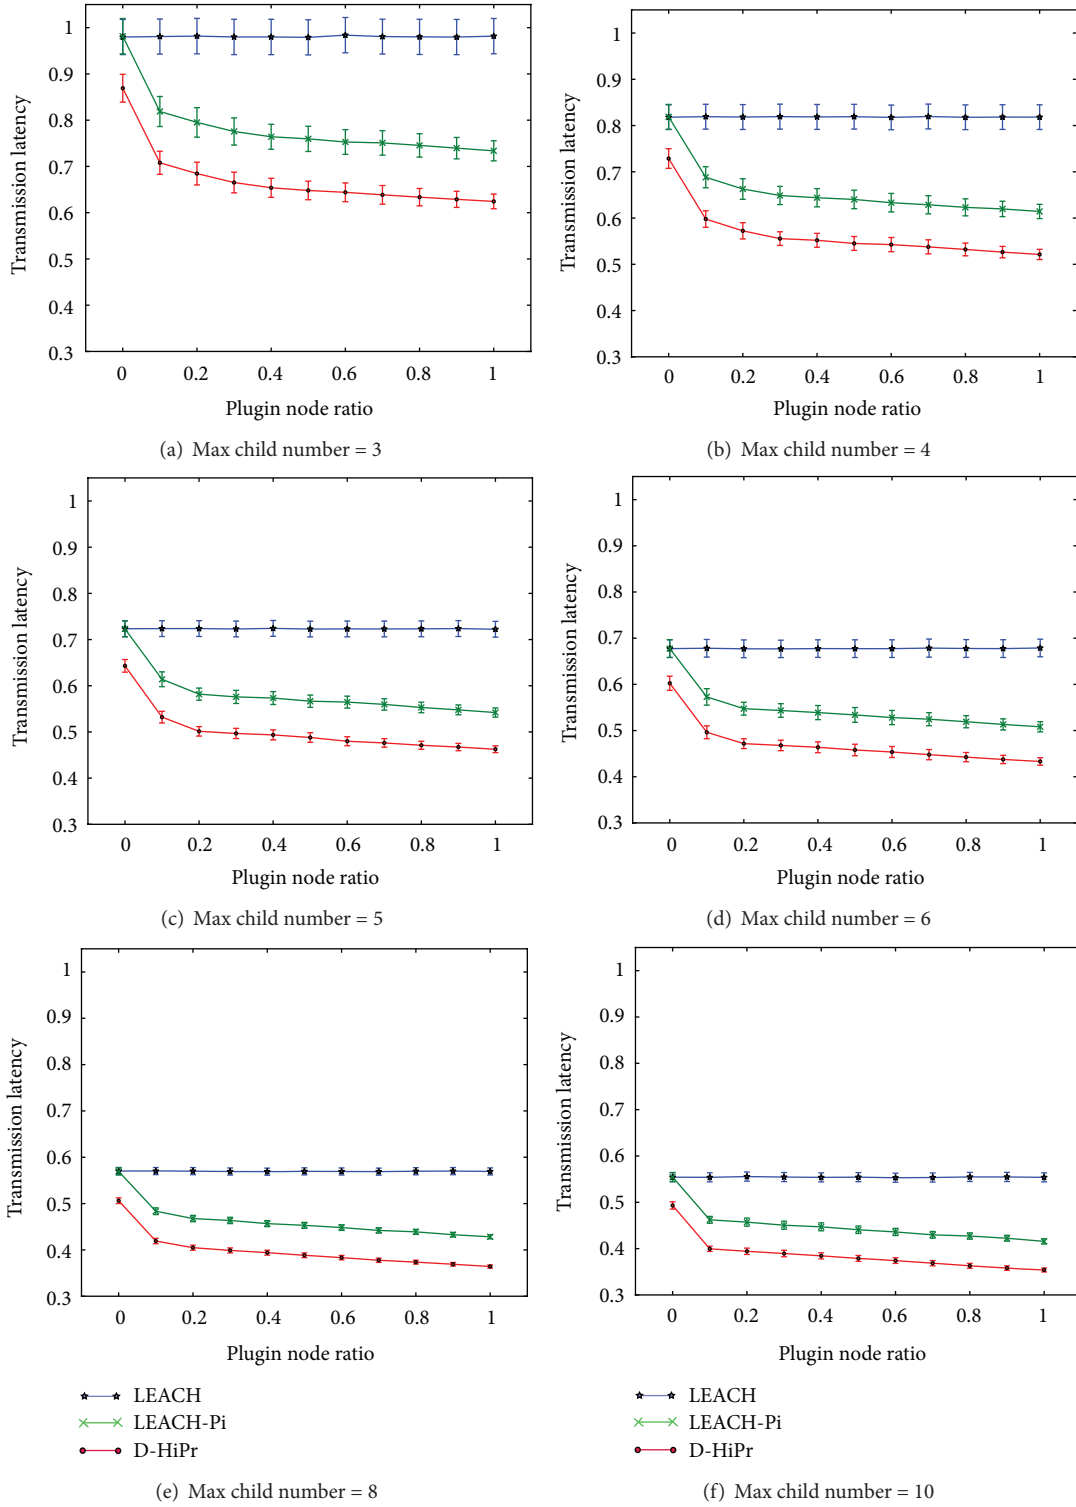 1
0.9
0.8
0.7
0.6
0.5
0.4
0.3
Transmission latency
0 0.2 0.4 0.6 0.8 1
Plugin node ratio
(a) Max child number = 3
1
0.9
0.8
0.7
0.6
0.5
0.4
0.3
Transmission latency
0 0.2 0.4 0.6 0.8 1
Plugin node ratio
(b) Max child number = 4
1
0.9
0.8
0.7
0.6
0.5
0.4
0.3
Transmission latency
0 0.2 0.4 0.6 0.8 1
Plugin node ratio
(c) Max child number = 5
1
0.9
0.8
0.7
0.6
0.5
0.4
0.3
Transmission latency
0 0.2 0.4 0.6 0.8 1
Plugin node ratio
(d) Max child number = 6
1
0.9
0.8
0.7
0.6
0.5
0.4
0.3
Transmission latency
0 0.2 0.4 0.6 0.8 1
Plugin node ratio
LEACH
LEACH-Pi
D-HiPr
(e) Max child number = 8
1
0.9
0.8
0.7
0.6
0.5
0.4
0.3
Transmission latency
0 0.2 0.4 0.6 0.8 1
Plugin node ratio
LEACH
LEACH-Pi
D-HiPr
(f) Max child number = 10